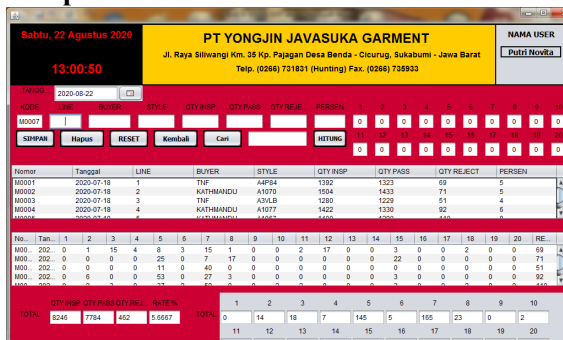 Sabtu, 22 Agustus 2020
13:00:50
PT YONGJIN JAVASUKA GARMENT
Jl. Raya Siliwangi Km. 35 Kp. Pajagan Desa Benda - Cicurug, Sukabumi - Jawa Barat
Telp. (0266) 731831 (Hunting) Fax. (0266) 735933
NAMA USER
Putri Novita
TANGG... 2020-08-22
KODE LINE BUYER STYLE QTY INSP QTY PASS QTY REJE... PERSEN 1 2 3 4 5 6 7 8 9 10
M0007 0 0 0 0 0 0 0 0 0 0
SIMPAN Hapus RESET Kembali Cari HITUNG 11 12 13 14 15 16 17 18 19 20
0 0 0 0 0 0 0 0 0 0
Nomor Tanggal LINE BUYER STYLE QTY INSP QTY PASS QTY REJECT PERSEN
M0001 2020-07-18 1 TNF A4P84 1392 1323 69 5
M0002 2020-07-18 2 KATHMANDU A1070 1504 1433 71 5
M0003 2020-07-18 3 TNF A3VLB 1280 1229 51 4
M0004 2020-07-18 4 KATHMANDU A1077 1422 1330 92 6
No... Tan... 1 2 3 4 5 6 7 8 9 10 11 12 13 14 15 16 17 18 19 20 RE...
M00... 202... 0 1 15 4 8 3 15 1 0 0 2 17 0 0 3 0 0 2 0 0 69
M00... 202... 0 0 0 0 25 0 7 17 0 0 0 0 0 0 22 0 0 0 0 0 71
M00... 202... 0 0 0 0 11 0 40 0 0 0 0 0 0 0 0 0 0 0 0 0 51
M00... 202... 0 6 0 0 53 0 27 3 0 0 0 0 0 0 3 0 0 0 0 0 92
QTY INSP QTY PASS QTY REJ... RATE % 1 2 3 4 5 6 7 8 9 10
TOTAL 8246 7784 462 5.6667 TOTAL 0 14 18 7 145 5 165 23 0 2
11 12 13 14 15 16 17 18 19 20